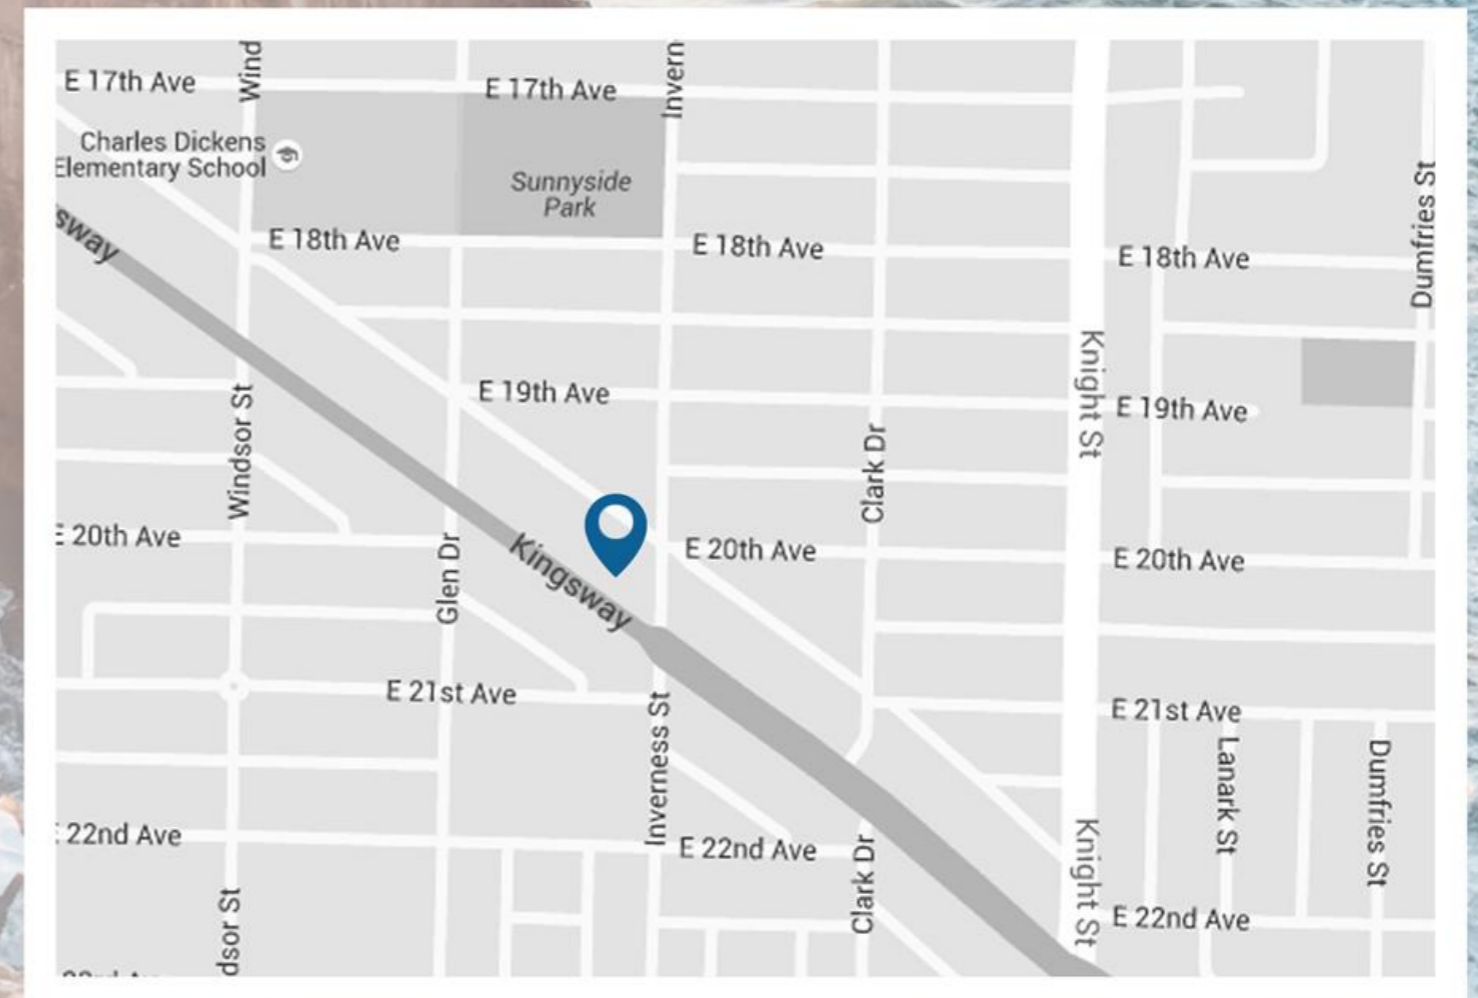 E 17th Ave
Wind
E 17th Ave
Invern
Charles Dickens
Elementary School
Sunnyside
Park
Dumfries St
sway
E 18th Ave
E 18th Ave
E 18th Ave
Knight St
Windsor St
E 19th Ave
E 19th Ave
Clark Dr
E 20th Ave
Glen Dr
Kingsway
E 20th Ave
E 20th Ave
E 21st Ave
Inverness St
E 21st Ave
Lanark St
Dumfries St
22nd Ave
E 22nd Ave
Clark Dr
Knight St
E 22nd Ave
dsor St